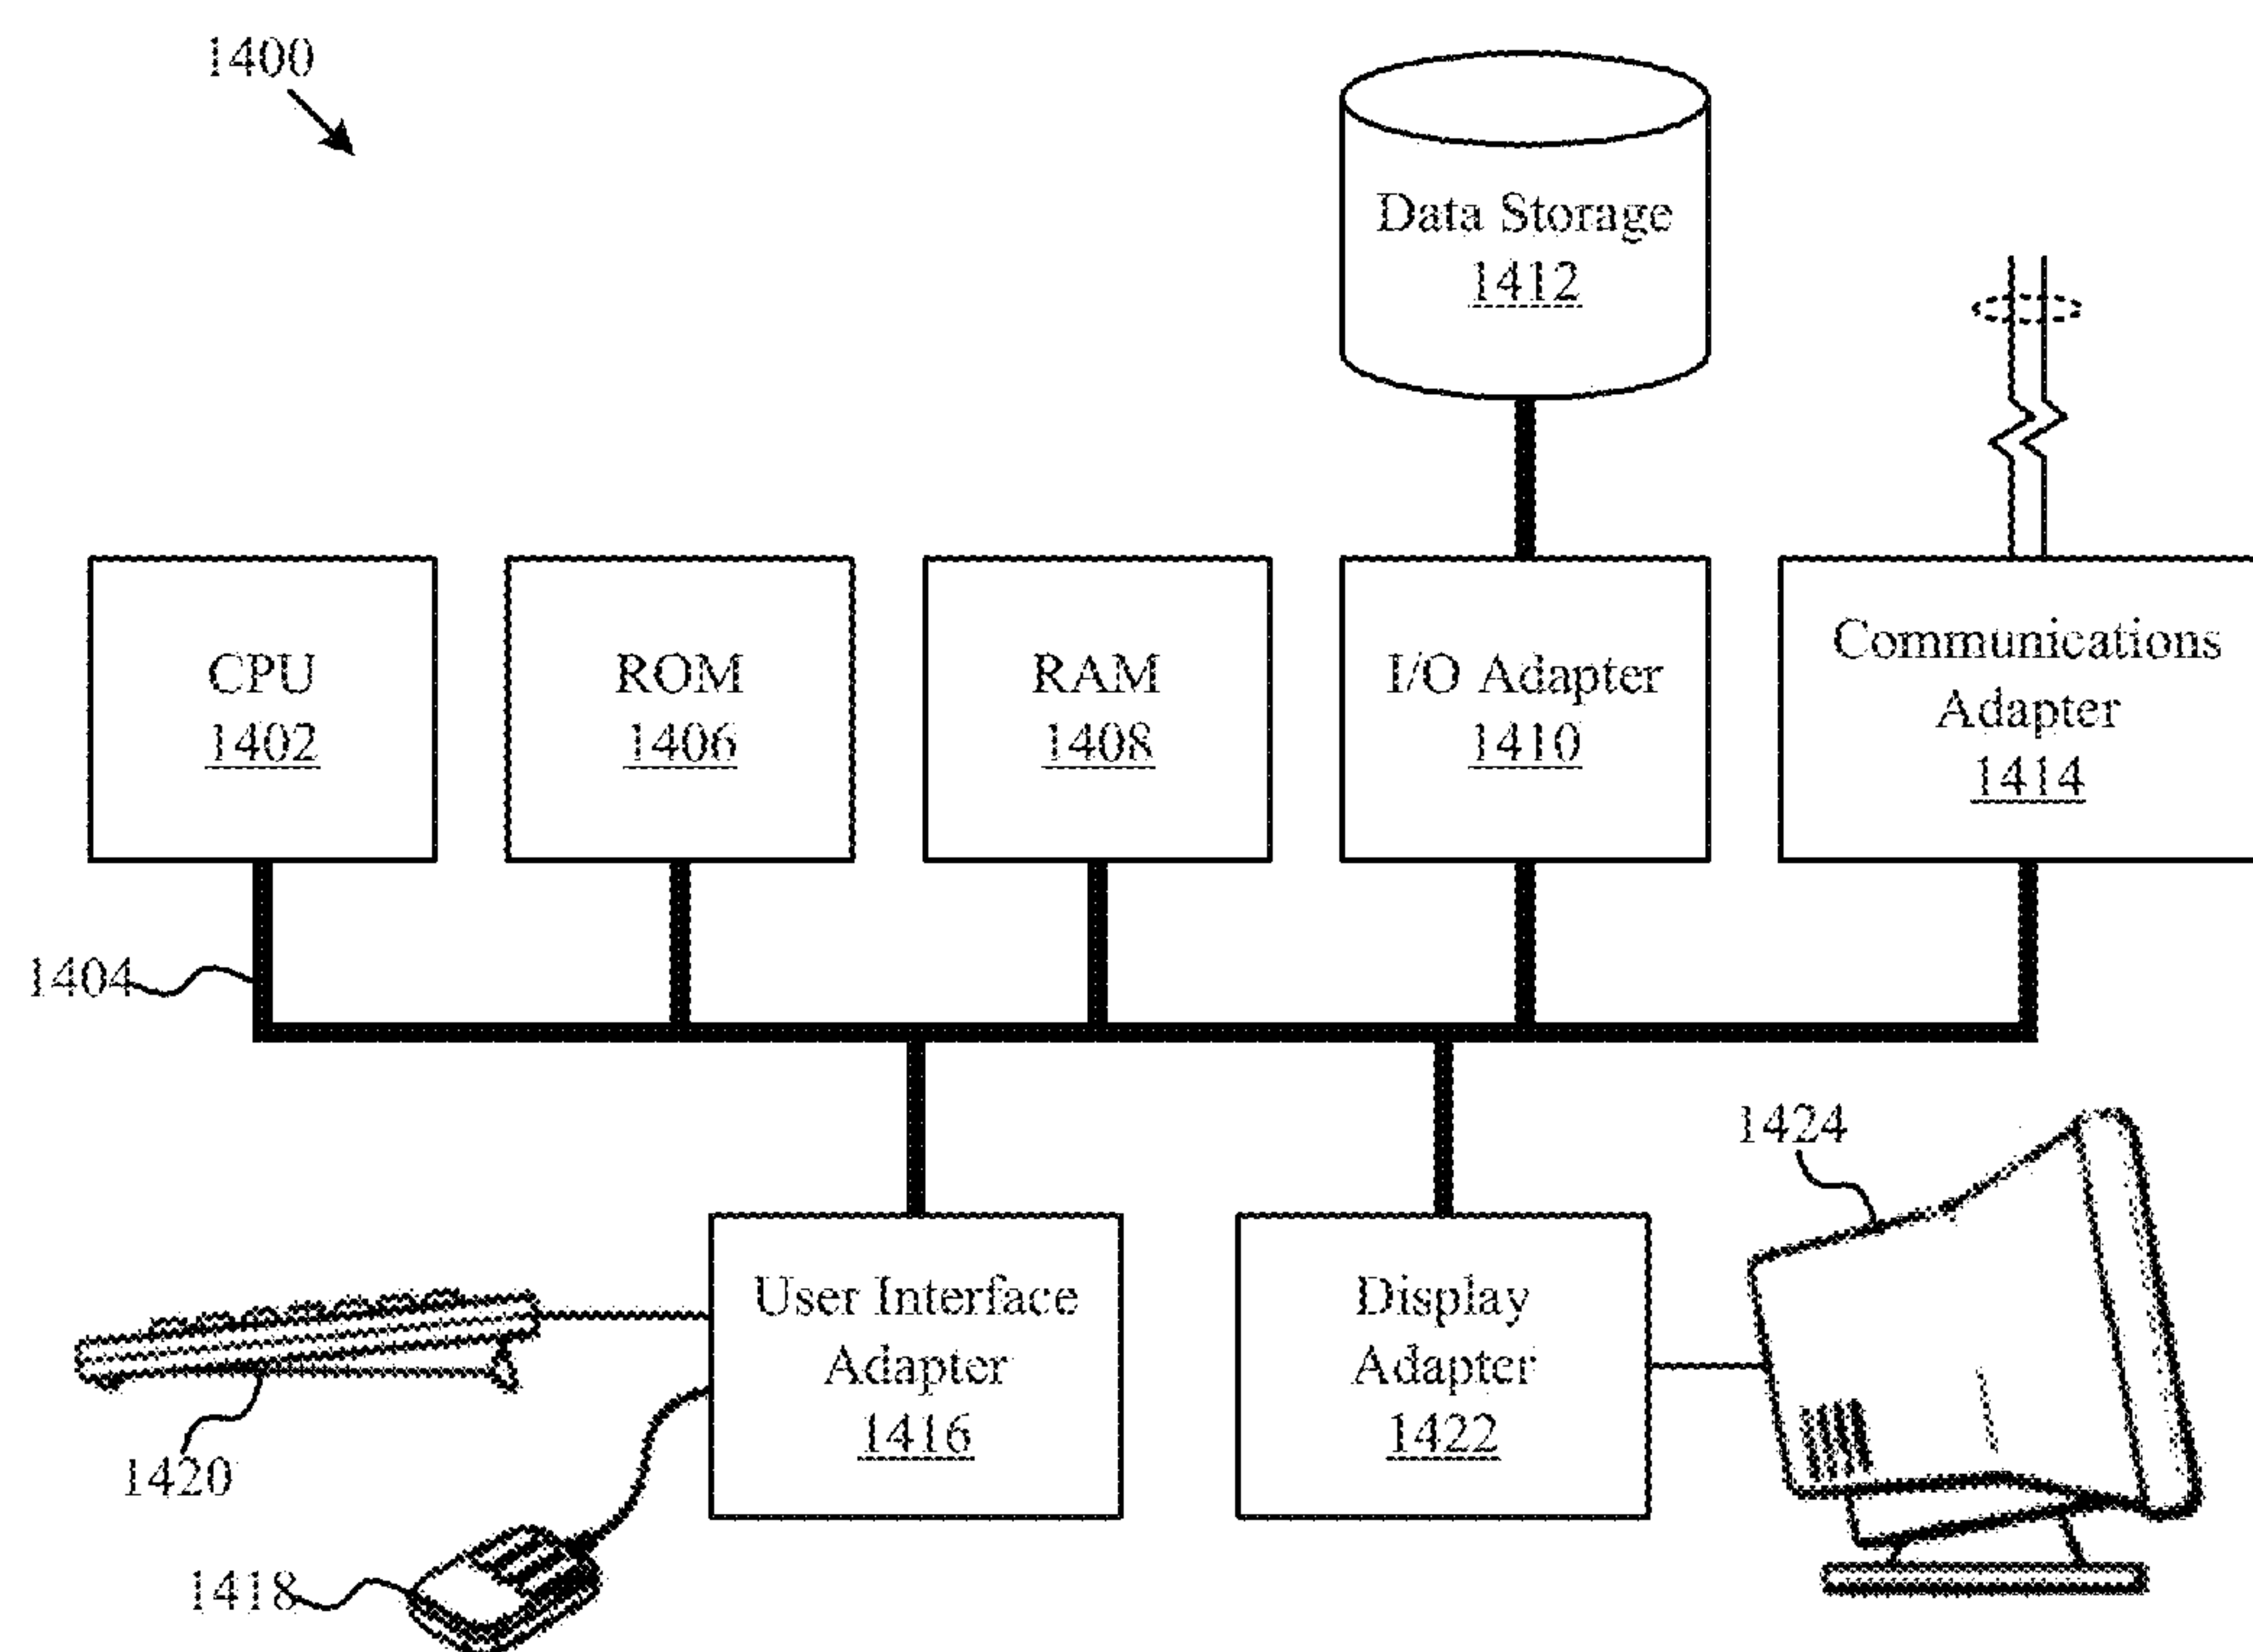 1400
Data Storage
1412
CPU
1402
ROM
1406
RAM
1408
I/O Adapter
1410
Communications
Adapter
1414
1404
1424
User Interface
Adapter
1416
Display
Adapter
1422
1420
1418